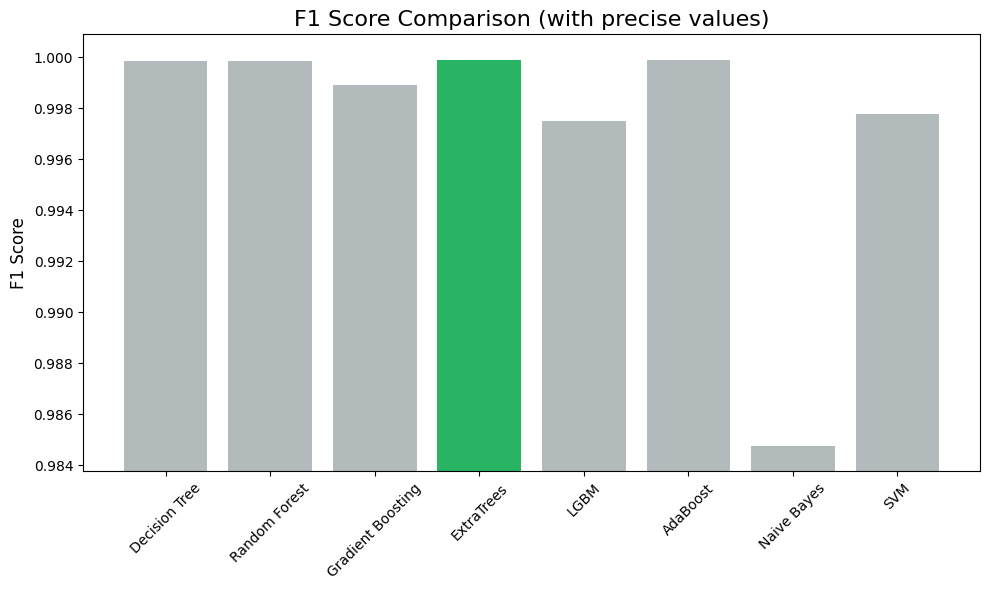 F1 Score Comparison (with precise values)
F1 Score
1.000
0.998
0.996
0.994
0.992
0.990
0.988
0.986
0.984
Decision Tree
Random Forest
Gradient Boosting
ExtraTrees
LGBM
AdaBoost
Naive Bayes
SVM